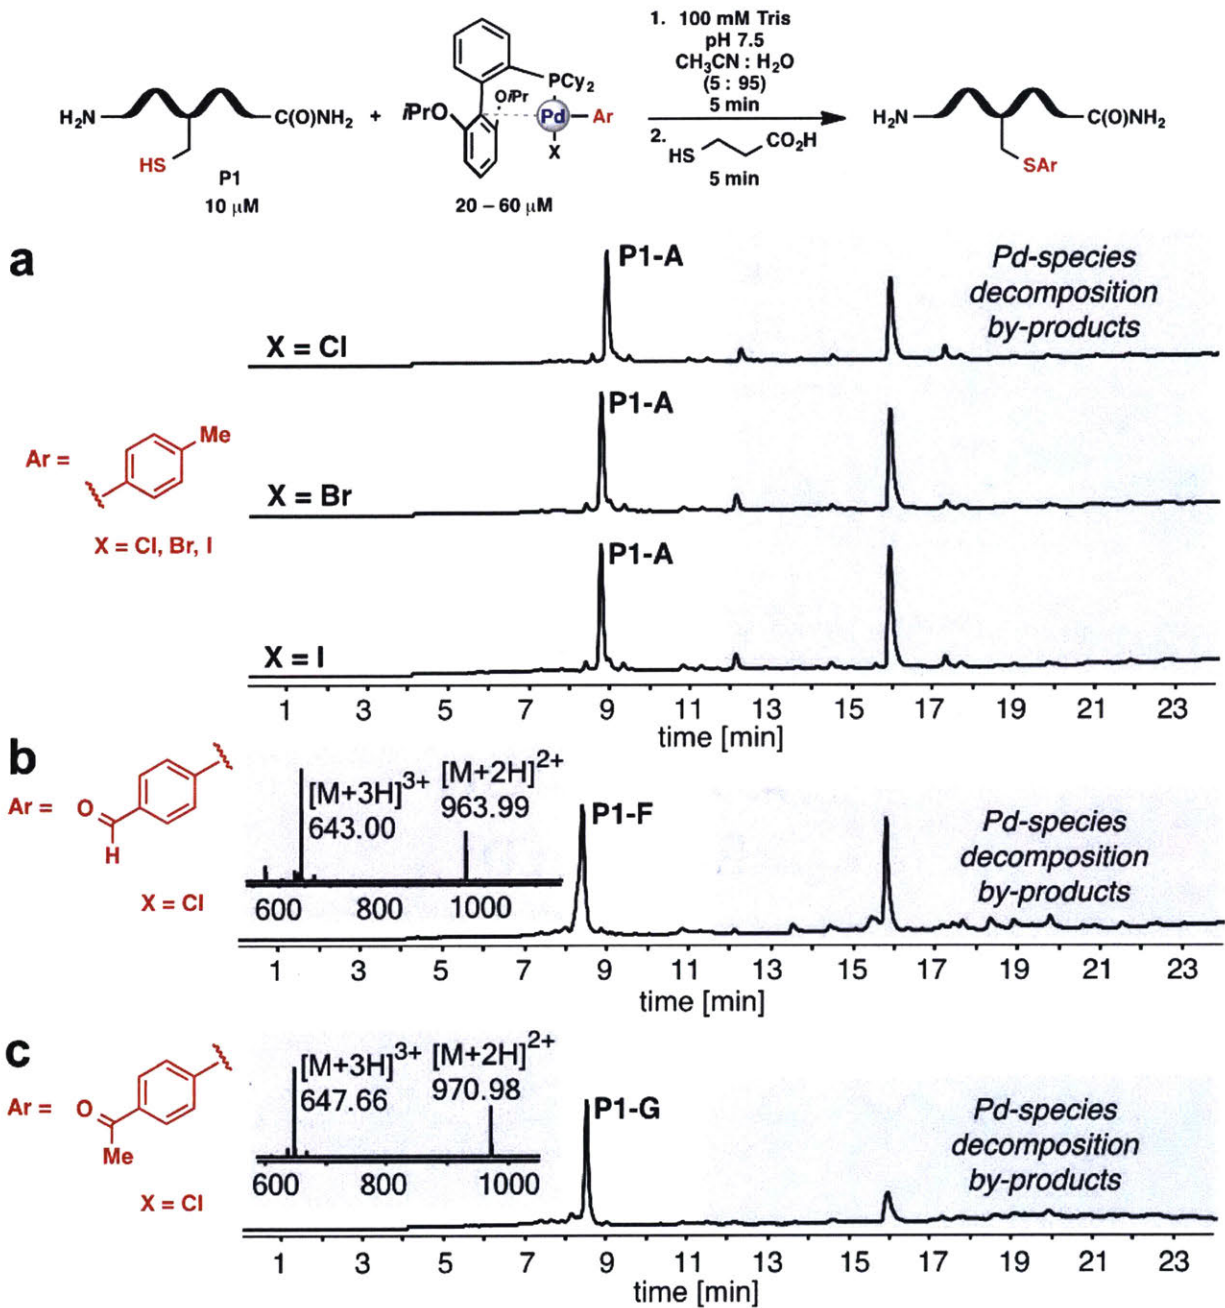 1. 100 mM Tris
pH 7.5
CH₃CN : H₂O
(5 : 95)
5 min
2. HS CO₂H
5 min
H₂N C(O)NH₂
HS
P1
10 μM
+
iPrO OiPr
PCy₂
Pd Ar
X
20 – 60 μM
H₂N C(O)NH₂
SAr
a
X = Cl
P1-A
Pd-species
decomposition
by-products
Ar =
Me
X = Cl, Br, I
X = Br
P1-A
X = I
P1-A
1 3 5 7 9 11 13 15 17 19 21 23
time [min]
b
Ar =
O
H
X = Cl
[M+3H]³⁺ [M+2H]²⁺
643.00 963.99
600 800 1000
P1-F
Pd-species
decomposition
by-products
1 3 5 7 9 11 13 15 17 19 21 23
time [min]
c
Ar =
O
Me
X = Cl
[M+3H]³⁺ [M+2H]²⁺
647.66 970.98
600 800 1000
P1-G
Pd-species
decomposition
by-products
1 3 5 7 9 11 13 15 17 19 21 23
time [min]